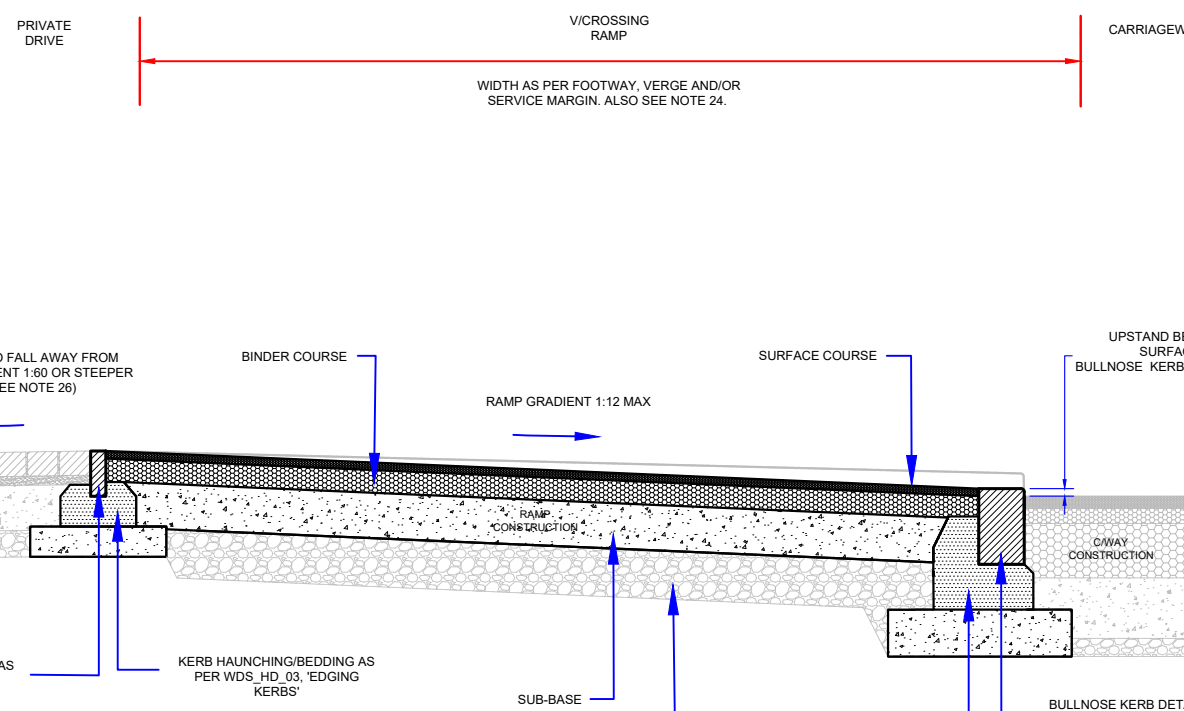 PRIVATE
DRIVE
V/CROSSING
RAMP
CARRIAGEW
WIDTH AS PER FOOTWAY, VERGE AND/OR
SERVICE MARGIN. ALSO SEE NOTE 24.
FALL AWAY FROM
ENT 1:60 OR STEEPER
EE NOTE 26)
BINDER COURSE
SURFACE COURSE
UPSTAND BE
SURFAC
BULLNOSE KERB
RAMP GRADIENT 1:12 MAX
RAMP
CONSTRUCTION
C/WAY
CONSTRUCTION
AS
KERB HAUNCHING/BEDDING AS
PER WDS_HD_03, 'EDGING
KERBS'
SUB-BASE
BULLNOSE KERB DET